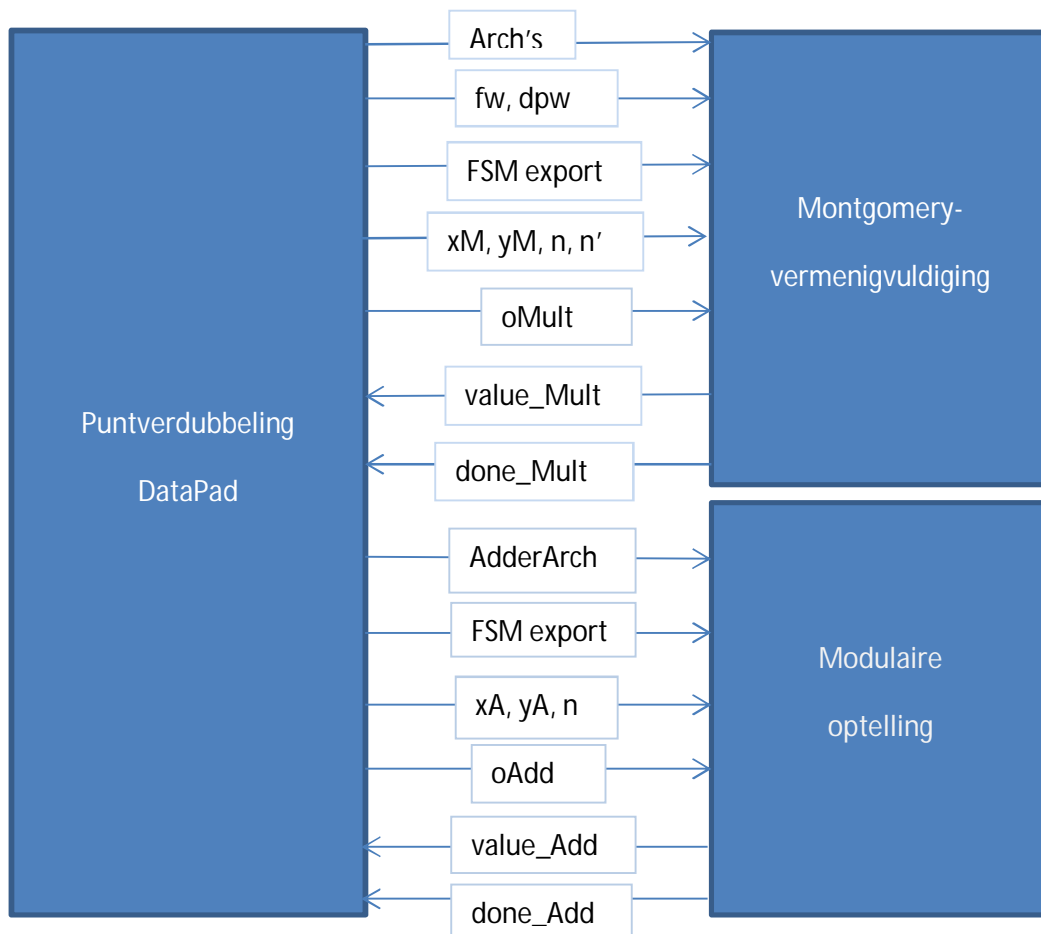 Arch's
fw, dpw
FSM export
xM, yM, n, n'
oMult
value_Mult
done_Mult
Puntverdubbeling
DataPad
Montgomery-
vermenigvuldiging
AdderArch
FSM export
xA, yA, n
oAdd
value_Add
done_Add
Modulaire
optelling